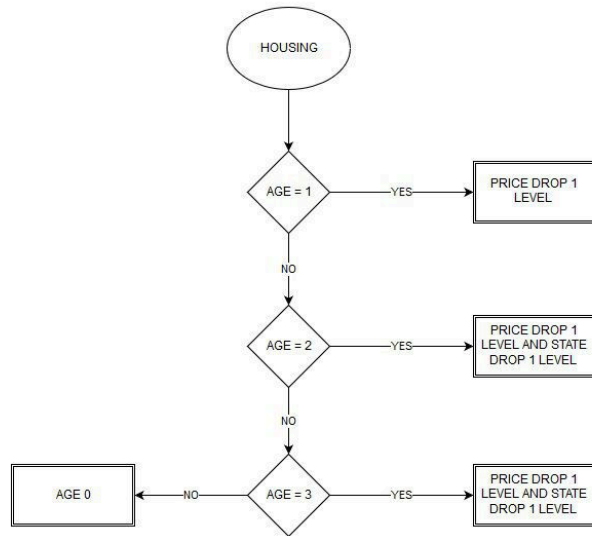 HOUSING
AGE = 1
YES
PRICE DROP 1
LEVEL
NO
AGE = 2
YES
PRICE DROP 1
LEVEL AND STATE
DROP 1 LEVEL
NO
AGE 0
NO
AGE = 3
YES
PRICE DROP 1
LEVEL AND STATE
DROP 1 LEVEL